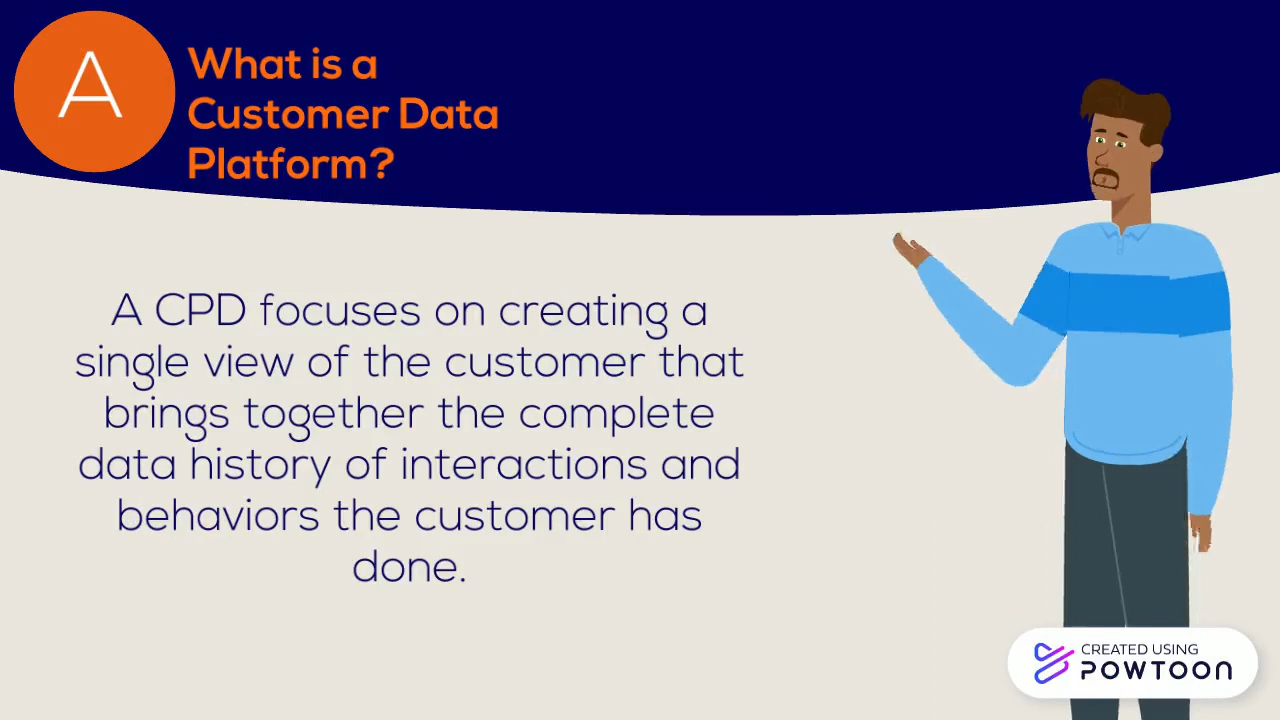 A
What is a
Customer Data
Platform?
A CPD focuses on creating a
single view of the customer that
brings together the complete
data history of interactions and
behaviors the customer has
done.
CREATED USING
POWTOON